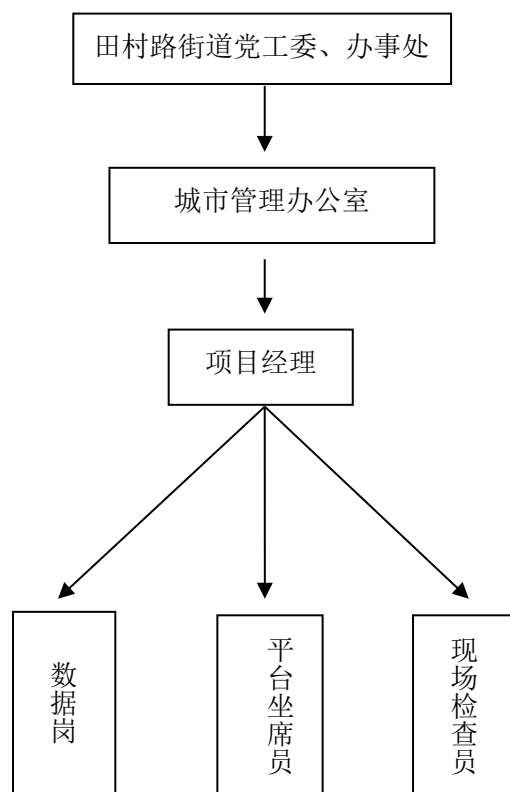 田村路街道党工委、办事处
城市管理办公室
项目经理
数据岗
平台坐席员
现场检查员